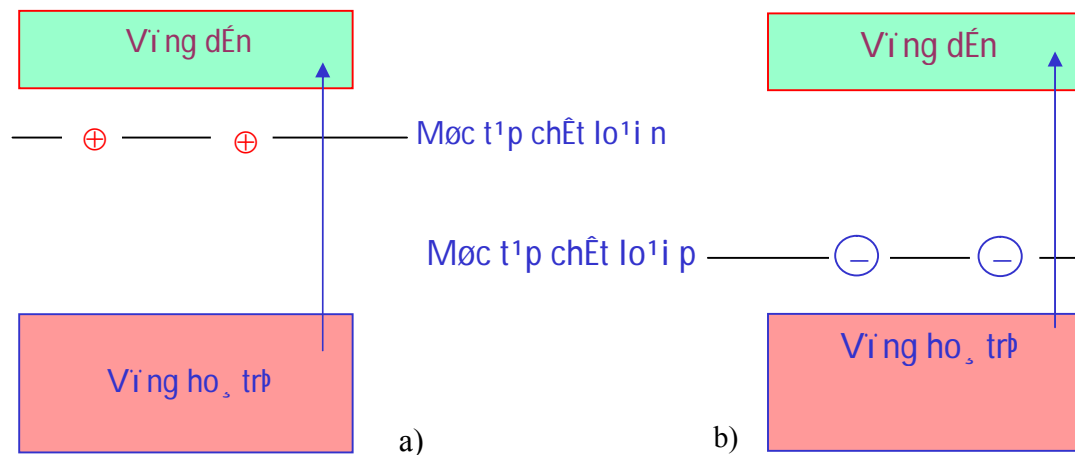 Vïng dÉn
Møc t¹p chÊt lo¹i n
Vïng ho¸ trÞ
a)
Vïng dÉn
Møc t¹p chÊt lo¹i p
Vïng ho¸ trÞ
b)